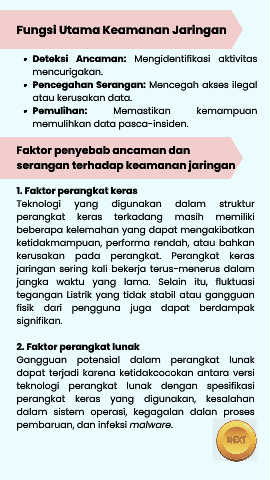 Fungsi Utama Keamanan Jaringan
• Deteksi Ancaman: Mengidentifikasi aktivitas
mencurigakan.
• Pencegahan Serangan: Mencegah akses ilegal
atau kerusakan data.
• Pemulihan: Memastikan kemampuan
memulihkan data pasca-insiden.
Faktor penyebab ancaman dan
serangan terhadap keamanan jaringan
1. Faktor perangkat keras
Teknologi yang digunakan dalam struktur
perangkat keras terkadang masih memiliki
beberapa kelemahan yang dapat mengakibatkan
ketidakmampuan, performa rendah, atau bahkan
kerusakan pada perangkat. Perangkat keras
jaringan sering kali bekerja terus-menerus dalam
jangka waktu yang lama. Selain itu, fluktuasi
tegangan Listrik yang tidak stabil atau gangguan
fisik dari pengguna juga dapat berdampak
signifikan.
2. Faktor perangkat lunak
Gangguan potensial dalam perangkat lunak
dapat terjadi karena ketidakcocokan antara versi
teknologi perangkat lunak dengan spesifikasi
perangkat keras yang digunakan, kesalahan
dalam sistem operasi, kegagalan dalan proses
pembaruan, dan infeksi malware.
NEXT